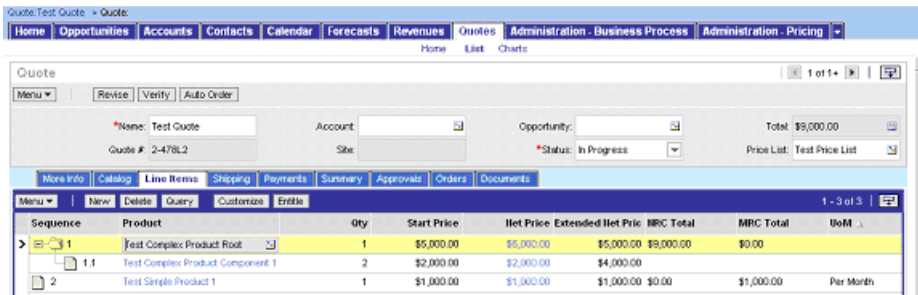 Quote:Test Quote > Quote:
Home Opportunities Accounts Contacts Calendar Forecasts Revenues Quotes Administration - Business Process Administration - Pricing
Home List Charts
Quote 1 of 1+
Menu Revise Verify Auto Order
*Name: Test Quote Account: Opportunity: Total: $9,000.00
Quote #: 2-478L2 Site: *Status: In Progress Price List: Test Price List
More Info Catalog Line Items Shipping Payments Summary Approvals Orders Documents
Menu New Delete Query Customize Entitle 1 - 3 of 3
Sequence Product Qty Start Price Net Price Extended Net Pric NRC Total MRC Total UoM
1 Test Complex Product Root 1 $5,000.00 $5,000.00 $5,000.00 $9,000.00 $0.00
1.1 Test Complex Product Component 1 2 $2,000.00 $2,000.00 $4,000.00
2 Test Simple Product 1 1 $1,000.00 $1,000.00 $1,000.00 $0.00 $1,000.00 Per Month